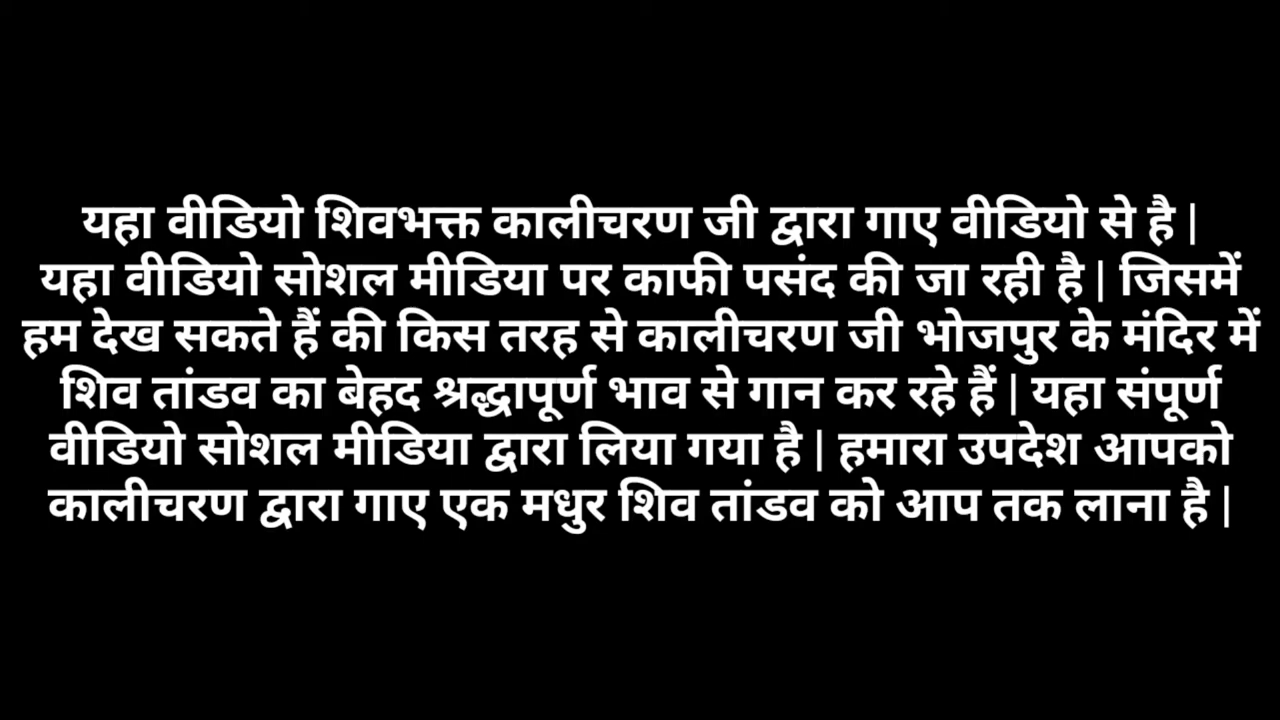 यहा वीडियो शिवभक्त कालीचरण जी द्वारा गाए वीडियो से है |
यहा वीडियो सोशल मीडिया पर काफी पसंद की जा रही है | जिसमें
हम देख सकते हैं की किस तरह से कालीचरण जी भोजपुर के मंदिर में
शिव तांडव का बेहद श्रद्धापूर्ण भाव से गान कर रहे हैं | यहा संपूर्ण
वीडियो सोशल मीडिया द्वारा लिया गया है | हमारा उपदेश आपको
कालीचरण द्वारा गाए एक मधुर शिव तांडव को आप तक लाना है |